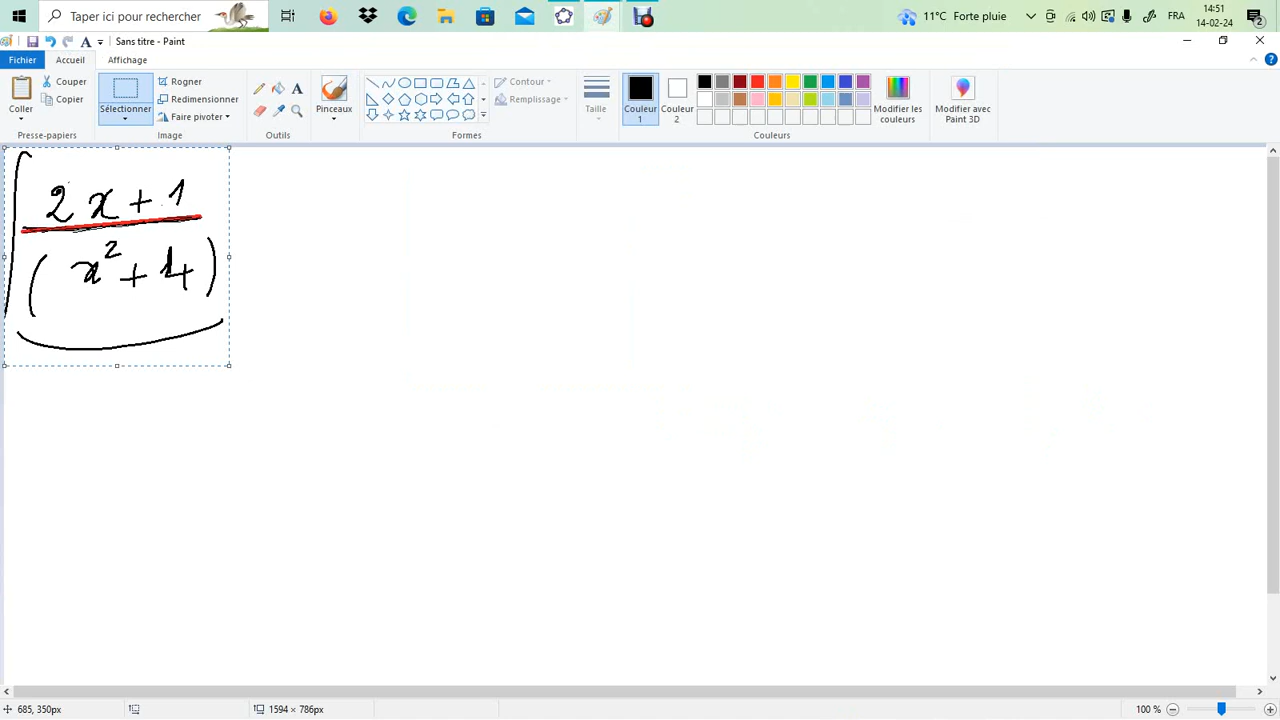 Taper ici pour rechercher
11°C Forte pluie
FRA
14:51
14-02-24
2
Sans titre - Paint
Fichier
Accueil
Affichage
Coller
Couper
Copier
Presse-papiers
Sélectionner
Rogner
Redimensionner
Faire pivoter
Image
A
Outils
Pinceaux
Contour
Remplissage
Formes
Taille
Couleur 1
Couleur 2
Modifier les couleurs
Couleurs
Modifier avec Paint 3D
∫ 2x + 1
( x² + 4 )
685, 350px
1594 × 786px
100 %